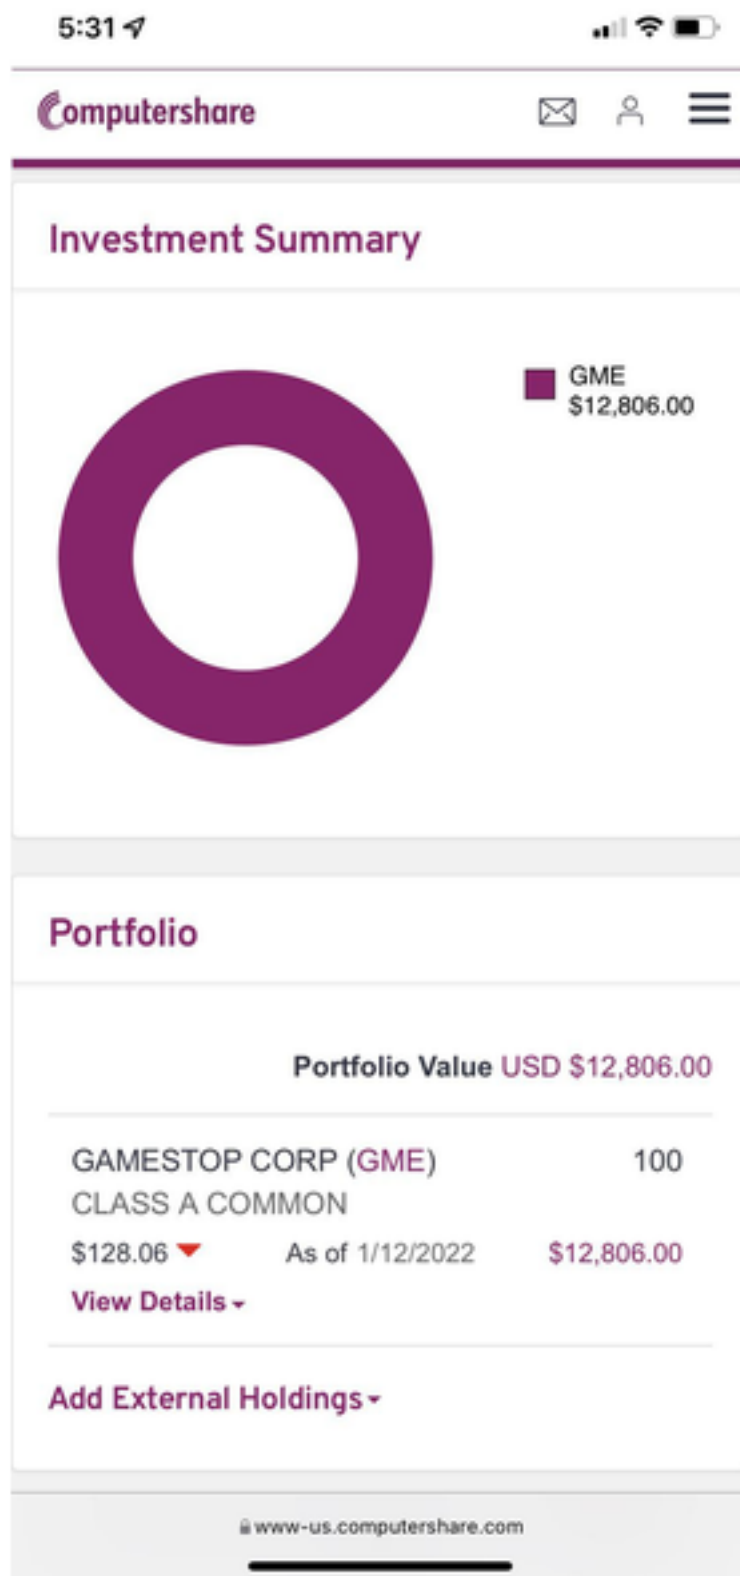 5:31
Computershare
Investment Summary
GME
$12,806.00
Portfolio
Portfolio Value USD $12,806.00
GAMESTOP CORP (GME) 100
CLASS A COMMON
$128.06 As of 1/12/2022 $12,806.00
View Details
Add External Holdings
www-us.computershare.com